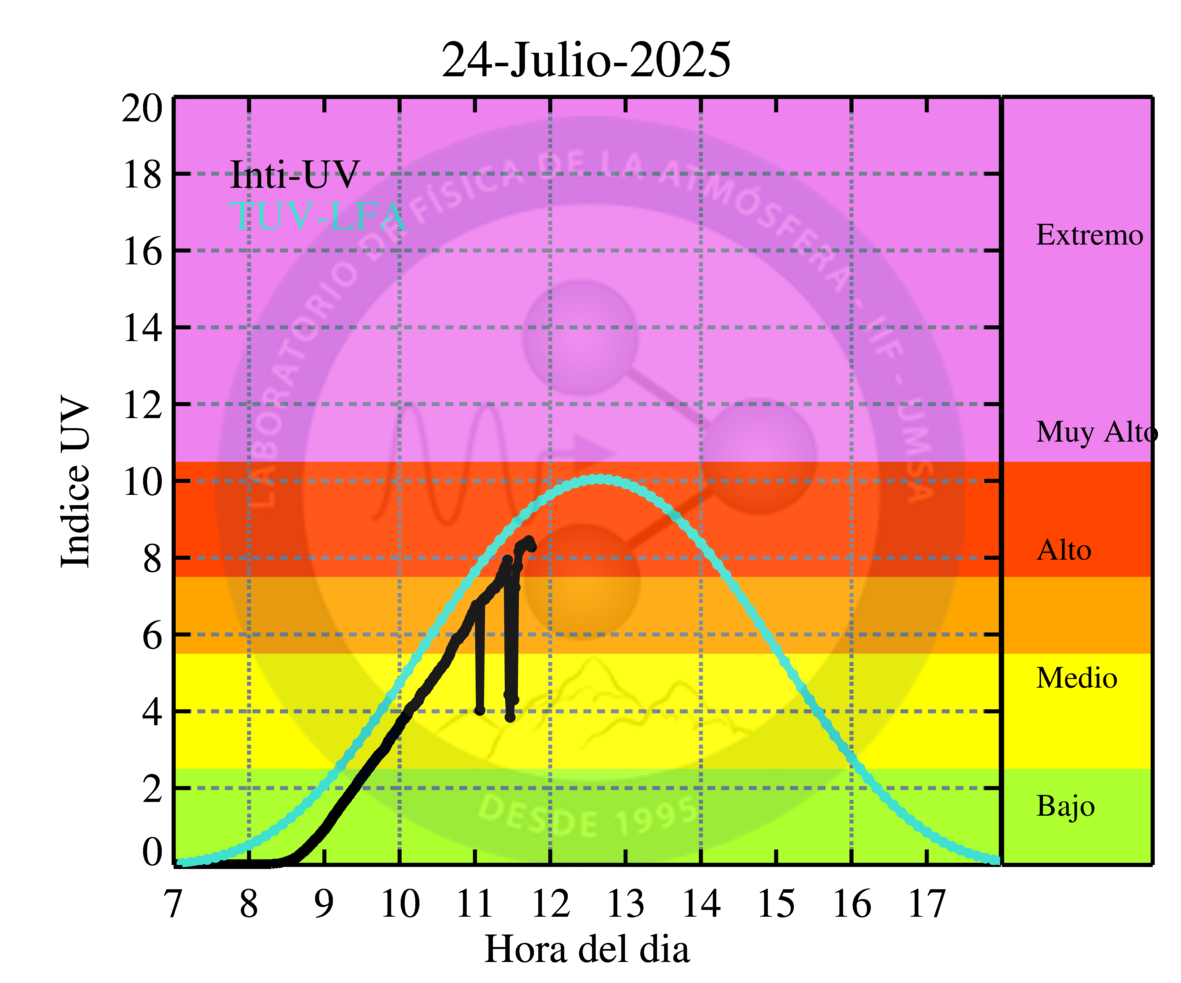 24-Julio-2025
20
18
16
14
12
10
8
6
4
2
0
Indice UV
Inti-UV
TUV-LFA
LABORATORIO DE FÍSICA DE LA ATMÓSFERA - IIF - UMSA
DESDE 1995
Extremo
Muy Alto
Alto
Medio
Bajo
7 8 9 10 11 12 13 14 15 16 17
Hora del dia